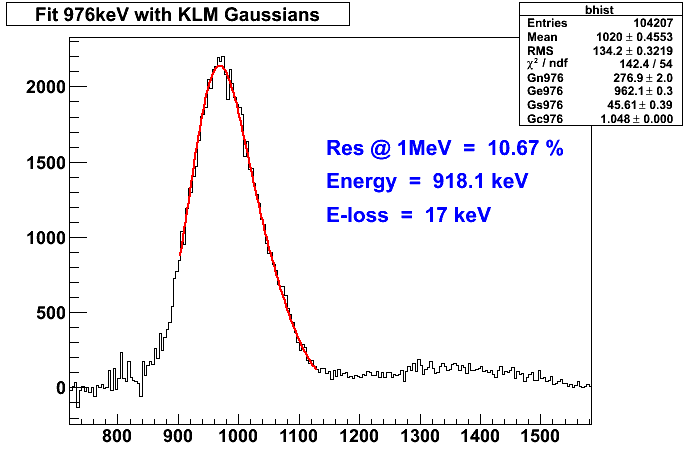 Fit 976keV with KLM Gaussians
bhist
Entries 104207
Mean 1020 ± 0.4553
RMS 134.2 ± 0.3219
χ² / ndf 142.4 / 54
Gn976 276.9 ± 2.0
Ge976 962.1 ± 0.3
Gs976 45.61 ± 0.39
Gc976 1.048 ± 0.000
Res @ 1MeV = 10.67 %
Energy = 918.1 keV
E-loss = 17 keV
2000
1500
1000
500
0
800 900 1000 1100 1200 1300 1400 1500